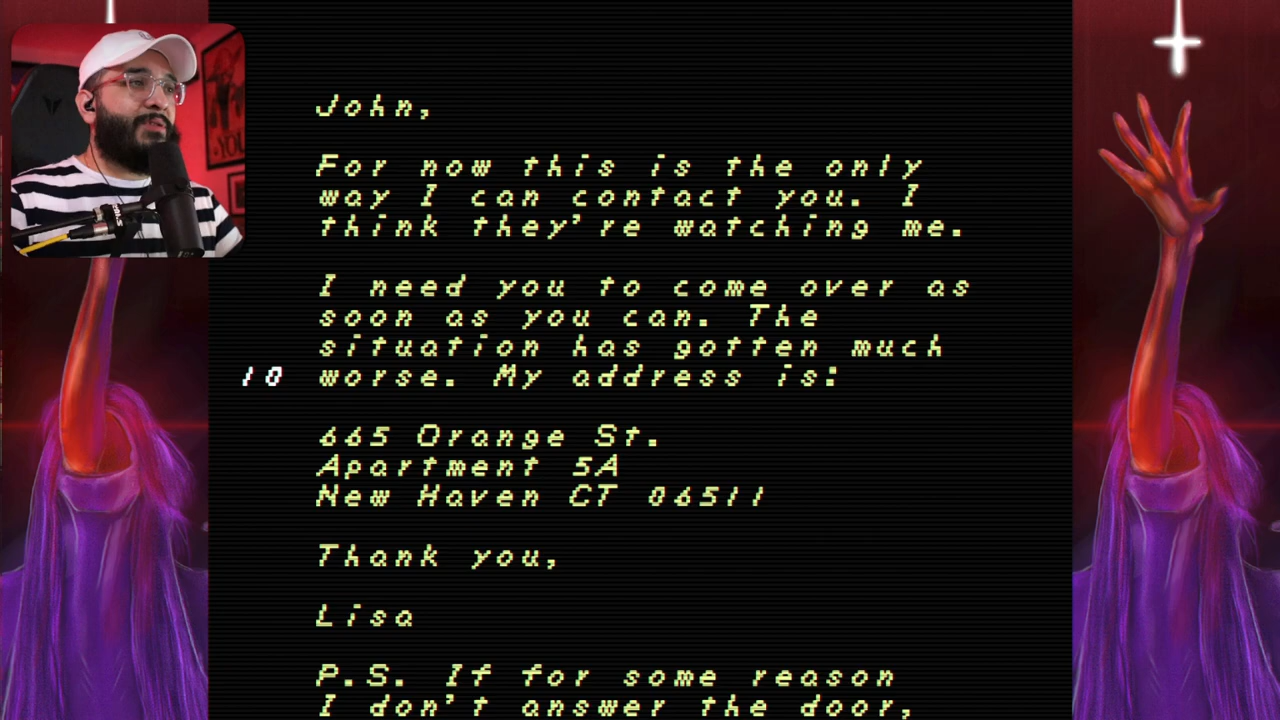 John,
For now this is the only
way I can contact you. I
think they're watching me.
I need you to come over as
soon as you can. The
situation has gotten much
10 worse. My address is:
665 Orange St.
Apartment 5A
New Haven CT 06511
Thank you,
Lisa
P.S. If for some reason
I don't answer the door,
YOU